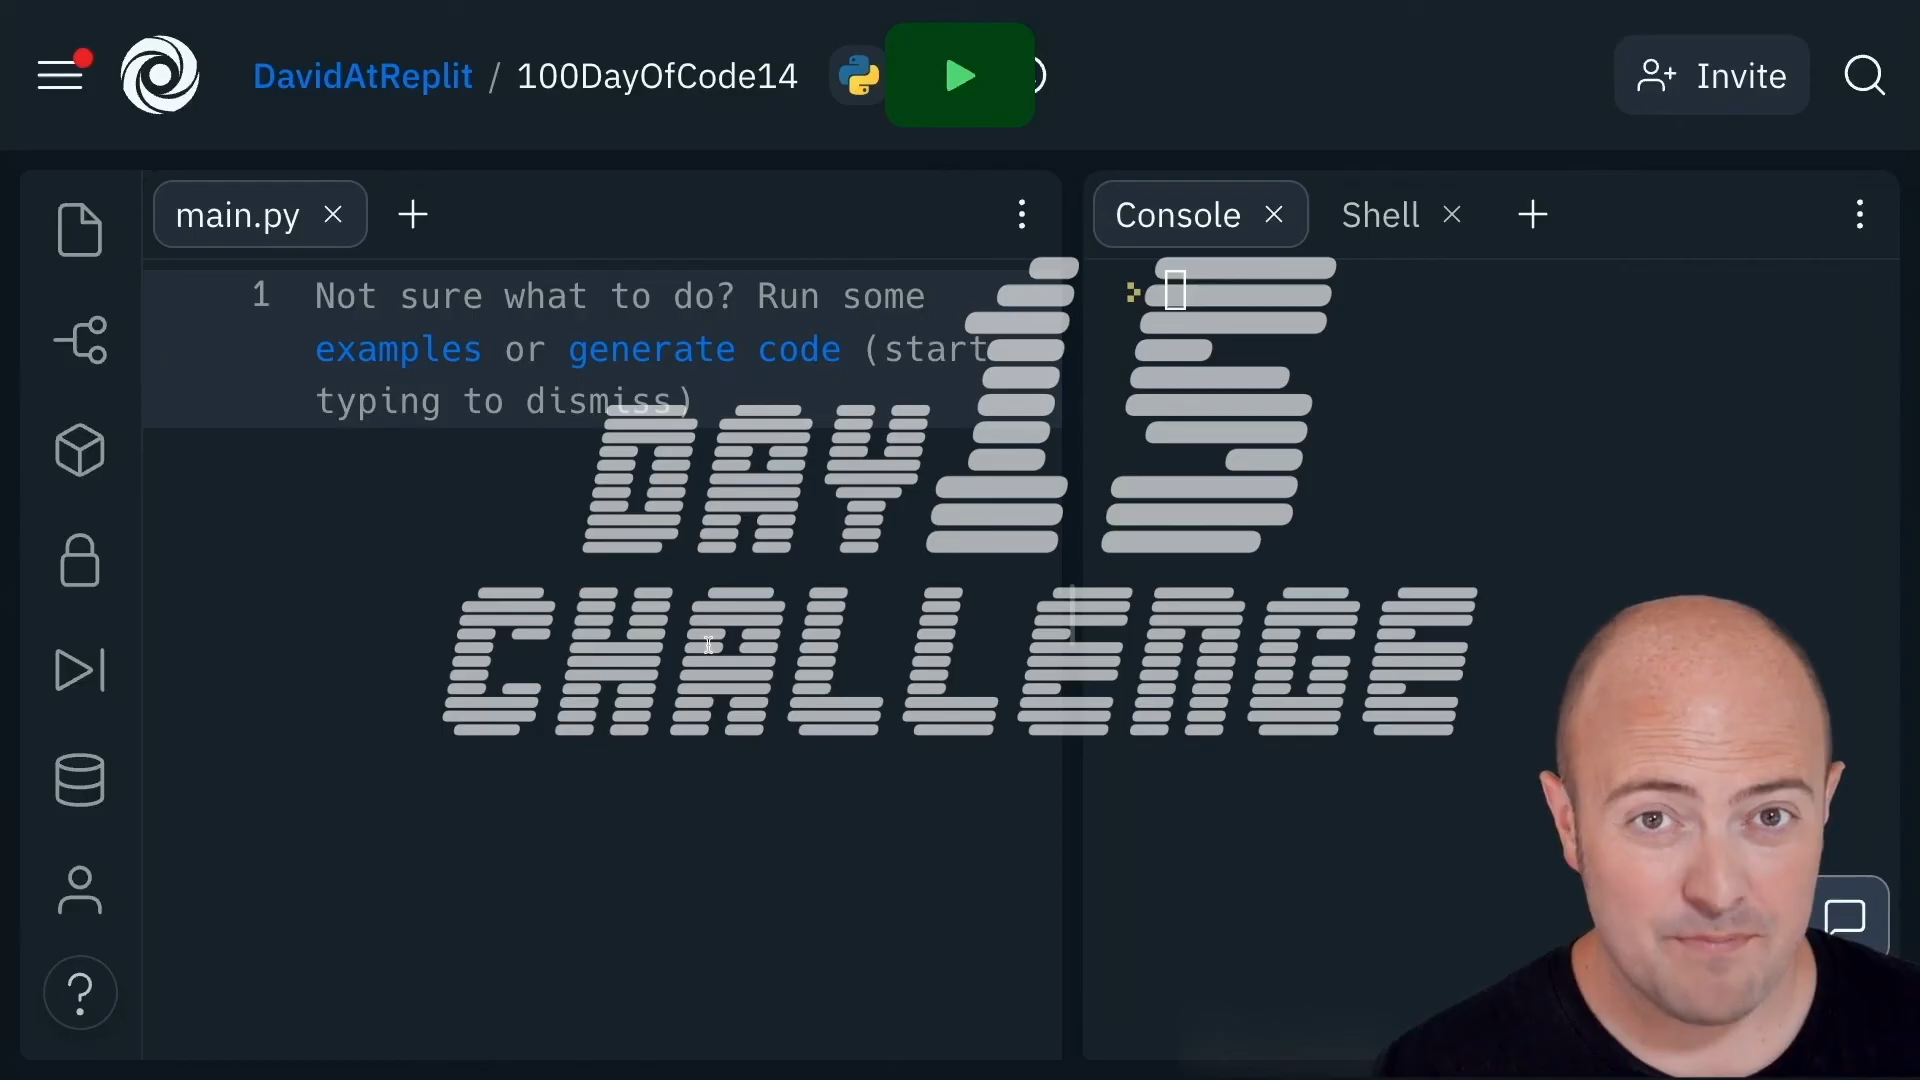 DavidAtReplit / 100DayOfCode14
Invite
main.py
Console
Shell
1 Not sure what to do? Run some
examples or generate code (start
typing to dismiss)
DAY 15
CHALLENGE